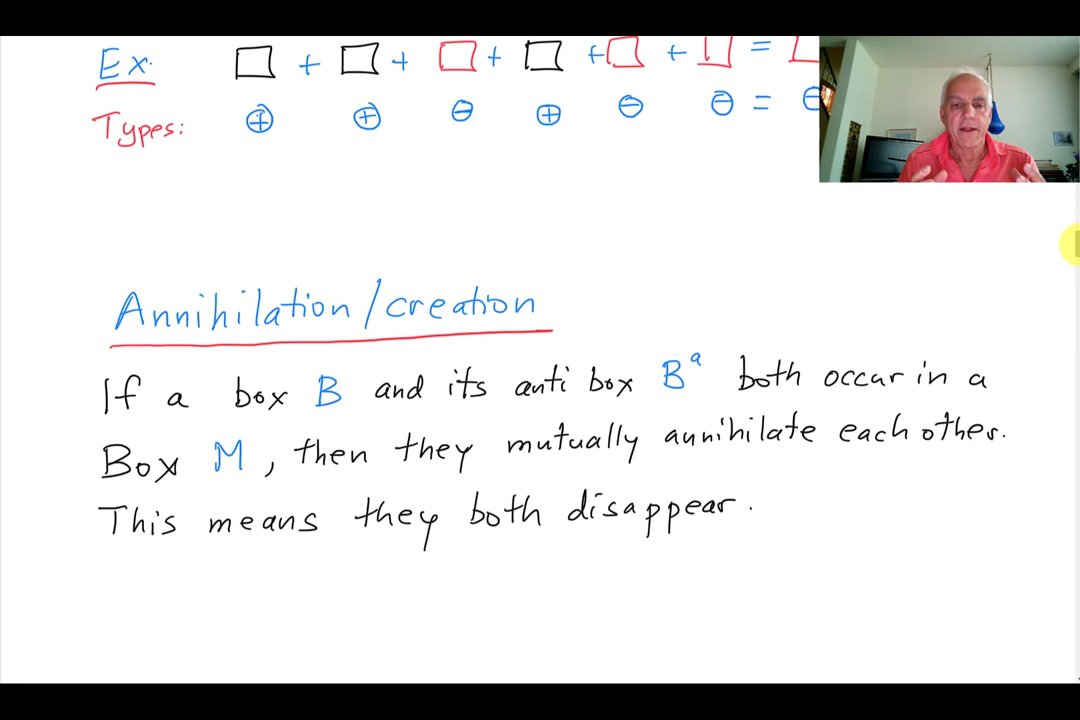 Ex. □ + □ + □ + □ + □ + □ =
Types: ⊕ ⊕ ⊖ ⊕ ⊖ ⊖ = ⊖
Annihilation/creation
If a box B and its anti box Bᵃ both occur in a
Box M, then they mutually annihilate each other.
This means they both disappear.